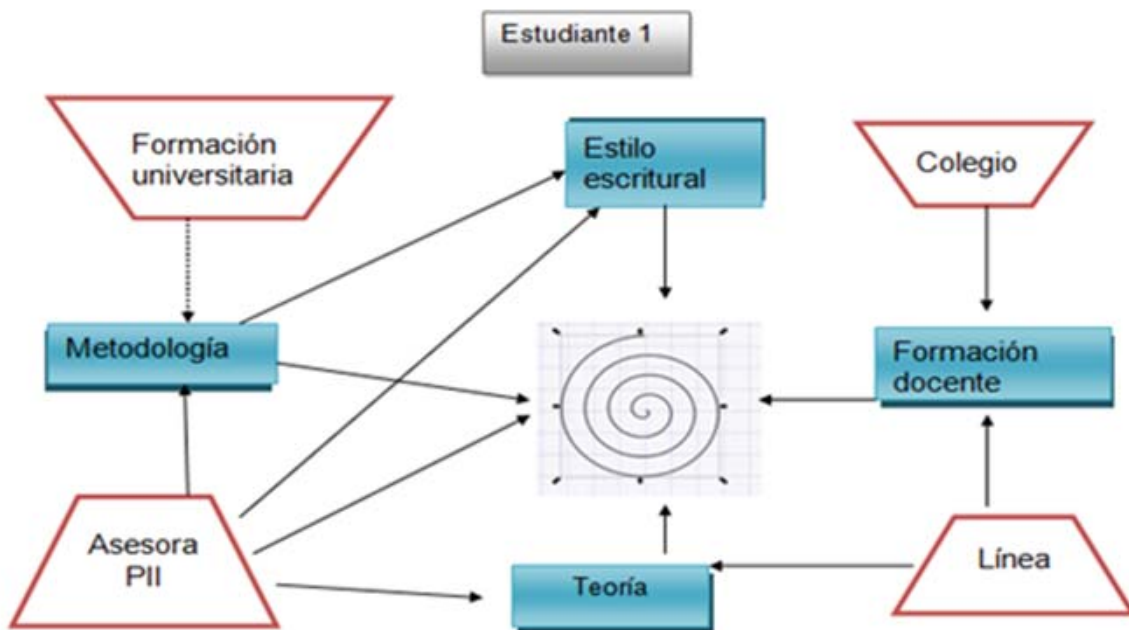 Estudiante 1
Formación
universitaria
Estilo
escritural
Colegio
Metodología
Formación
docente
Asesora
PII
Teoría
Línea